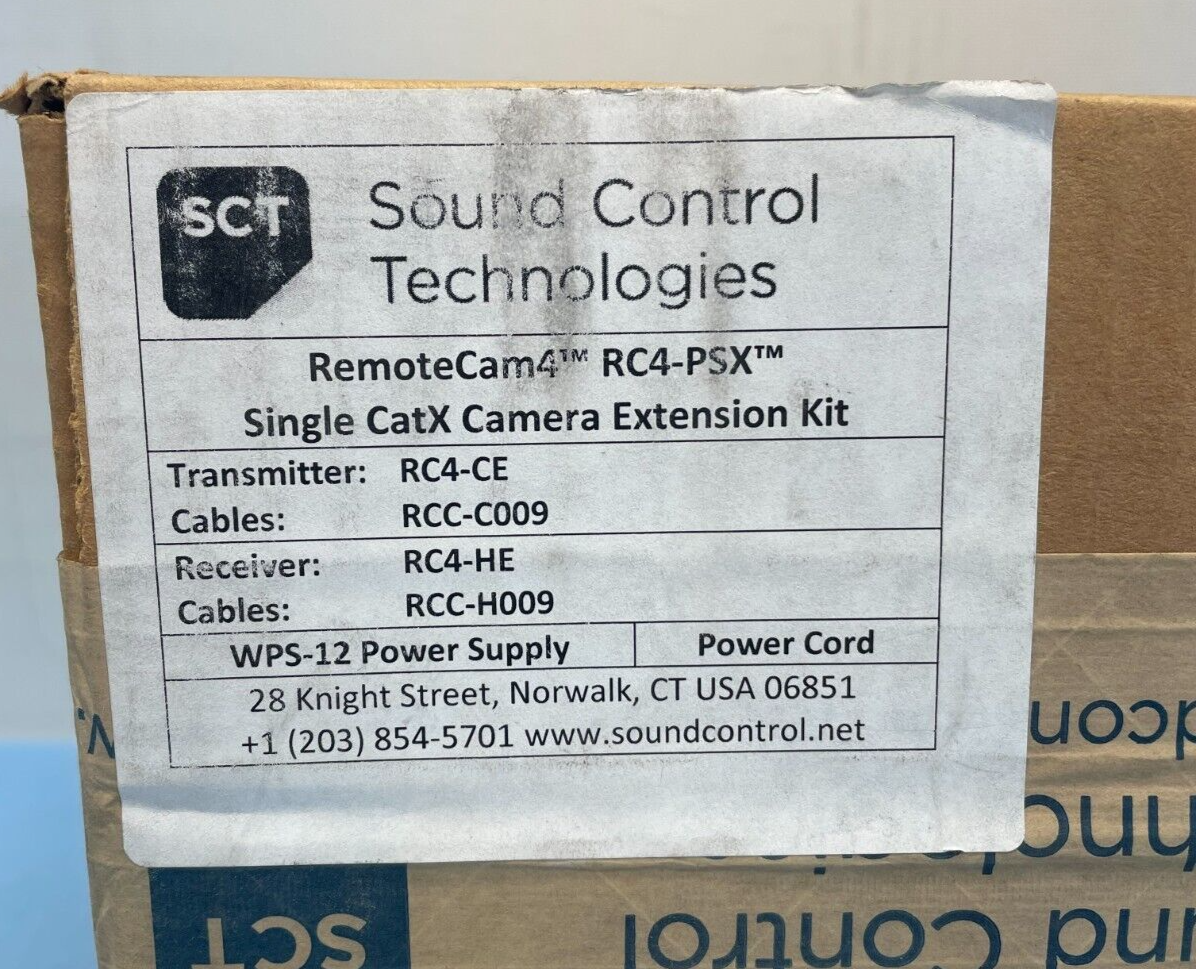 SCT
Sound Control
Technologies
RemoteCam4™ RC4-PSX™
Single CatX Camera Extension Kit
Transmitter: RC4-CE
Cables: RCC-C009
Receiver: RC4-HE
Cables: RCC-H009
WPS-12 Power Supply Power Cord
28 Knight Street, Norwalk, CT USA 06851
+1 (203) 854-5701 www.soundcontrol.net
SCT
Control